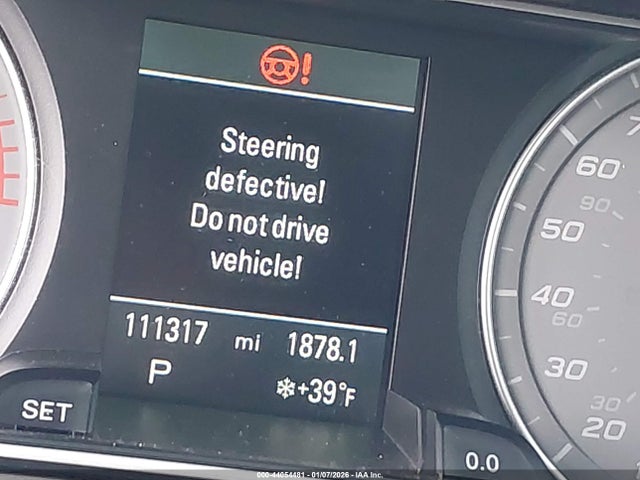 Steering
defective!
Do not drive
vehicle!
111317 mi 1878.1
P ❄+39°F
SET
0.0
60
90
50
40
60
30
30
20
000-44054481 - 01/07/2026 - IAA Inc.